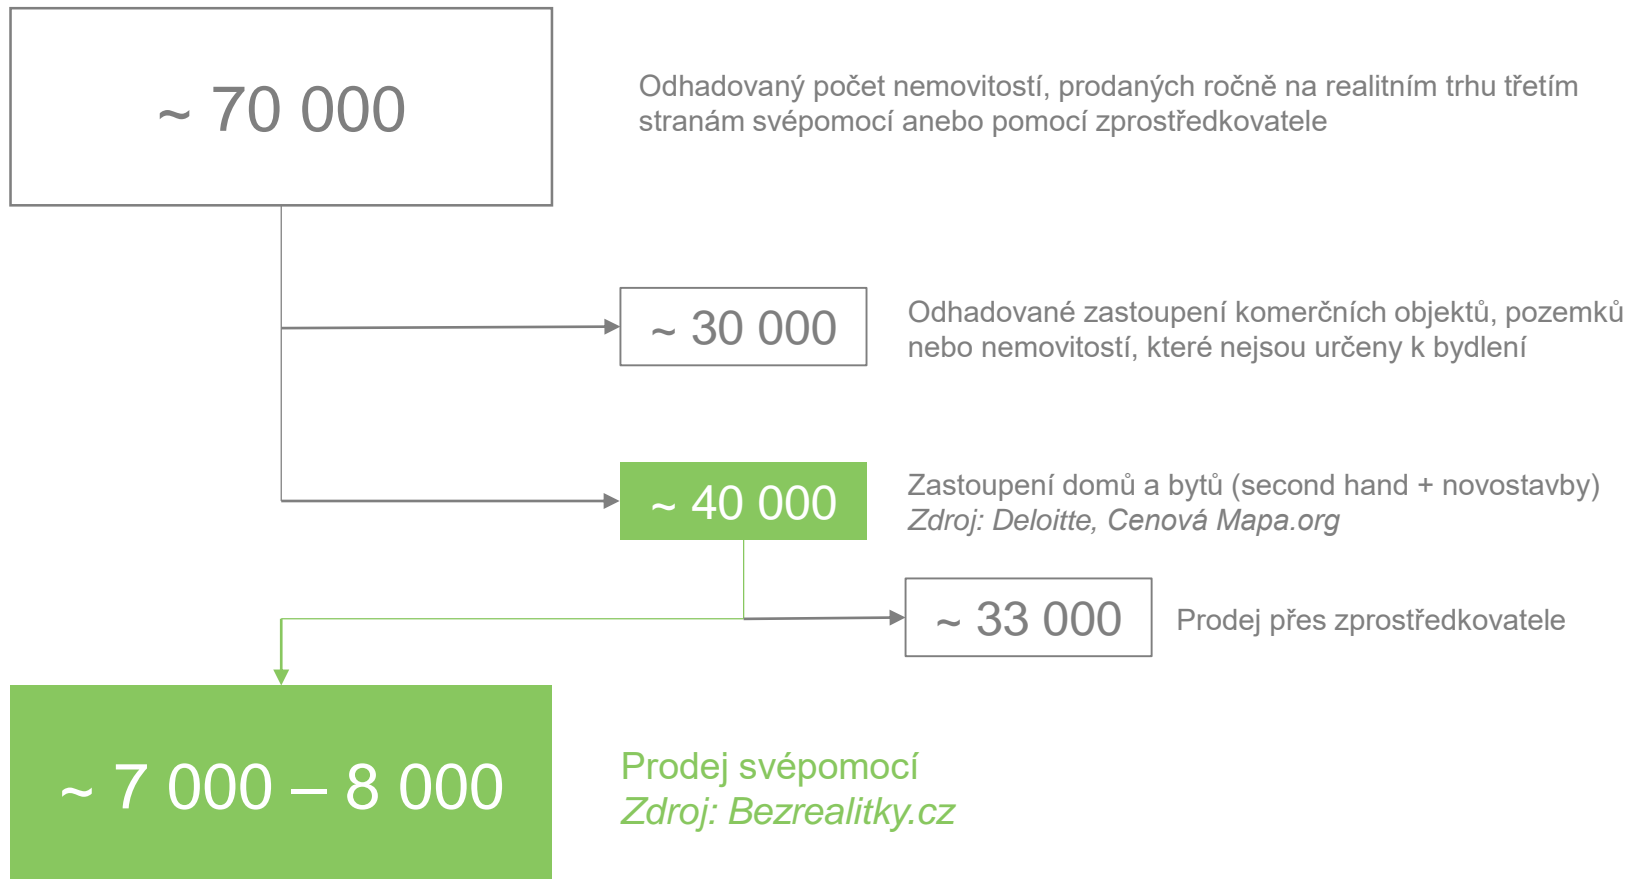 ~ 70 000
Odhadovaný počet nemovitostí, prodaných ročně na realitním trhu třetím
stranám svépomocí anebo pomocí zprostředkovatele
~ 30 000
Odhadované zastoupení komerčních objektů, pozemků
nebo nemovitostí, které nejsou určeny k bydlení
~ 40 000
Zastoupení domů a bytů (second hand + novostavby)
Zdroj: Deloitte, Cenová Mapa.org
~ 33 000
Prodej přes zprostředkovatele
~ 7 000 – 8 000
Prodej svépomocí
Zdroj: Bezrealitky.cz